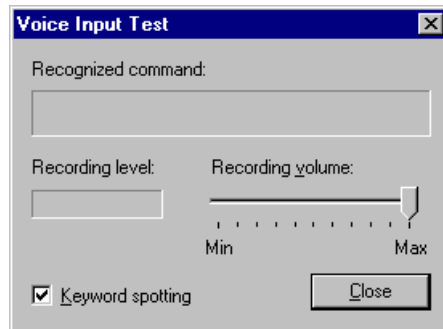 Voice Input Test
Recognized command:
Recording level: Recording volume:
Min Max
Keyword spotting Close